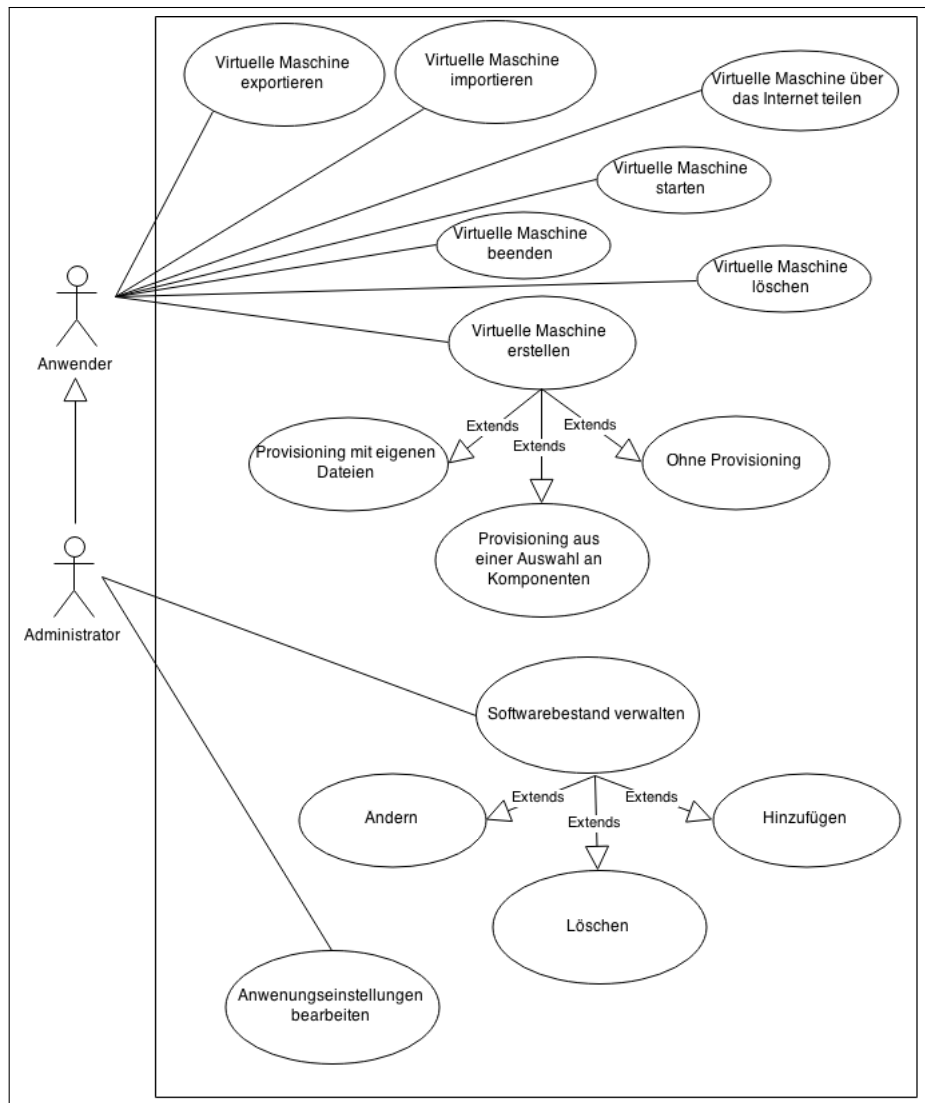 Virtuelle Maschine
exportieren
Virtuelle Maschine
importieren
Virtuelle Maschine über
das Internet teilen
Virtuelle Maschine
starten
Virtuelle Maschine
beenden
Virtuelle Maschine
löschen
Anwender
Virtuelle Maschine
erstellen
Extends
Extends
Extends
Provisioning mit eigenen
Dateien
Ohne Provisioning
Provisioning aus
einer Auswahl an
Komponenten
Administrator
Softwarebestand verwalten
Extends
Extends
Extends
Andern
Hinzufügen
Löschen
Anwenungseinstellungen
bearbeiten